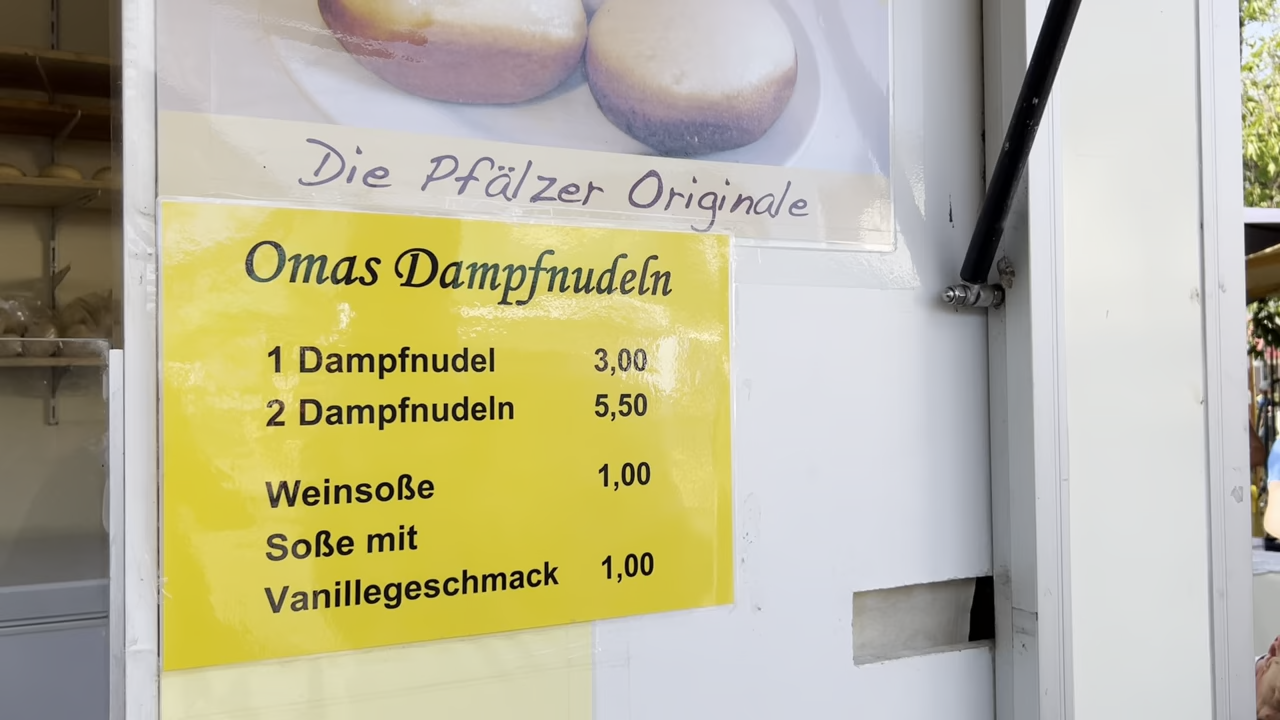 Die Pfälzer Originale
Omas Dampfnudeln
1 Dampfnudel 3,00
2 Dampfnudeln 5,50
Weinsoße 1,00
Soße mit
Vanillegeschmack 1,00